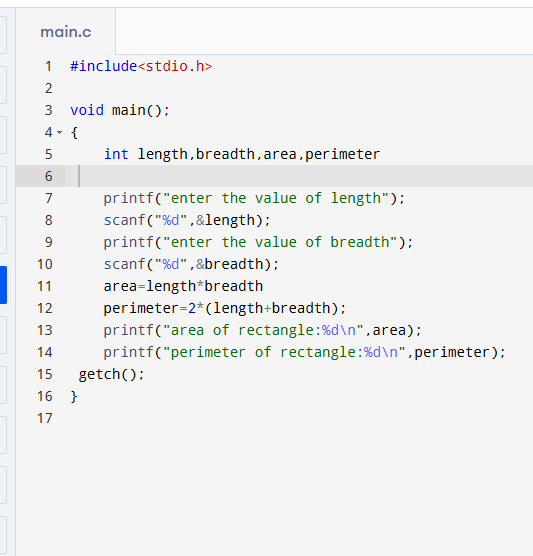 main.c
1 #include<stdio.h>
2
3 void main();
4 {
5 int length,breadth,area,perimeter
6
7 printf("enter the value of length");
8 scanf("%d",&length);
9 printf("enter the value of breadth");
10 scanf("%d",&breadth);
11 area=length*breadth
12 perimeter=2*(length+breadth);
13 printf("area of rectangle:%d\n",area);
14 printf("perimeter of rectangle:%d\n",perimeter);
15 getch();
16 }
17